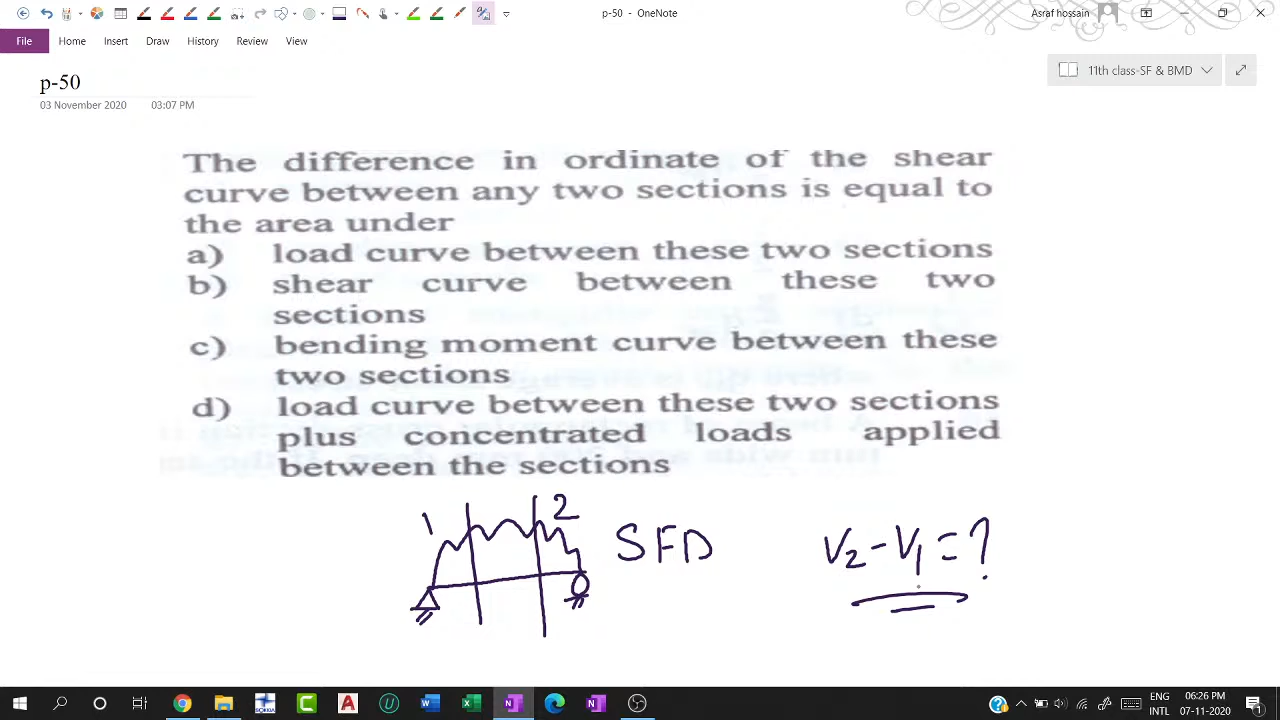 p-50 - OneNote
Asraf hossain
File Home Insert Draw History Review View
p-50
11th class-SF & BMD
03 November 2020 03:07 PM
The difference in ordinate of the shear
curve between any two sections is equal to
the area under
a) load curve between these two sections
b) shear curve between these two
sections
c) bending moment curve between these
two sections
d) load curve between these two sections
plus concentrated loads applied
between the sections
1 2 SFD V2 - V1 = ?
ENG 06:26 PM
INTL 07-11-2020